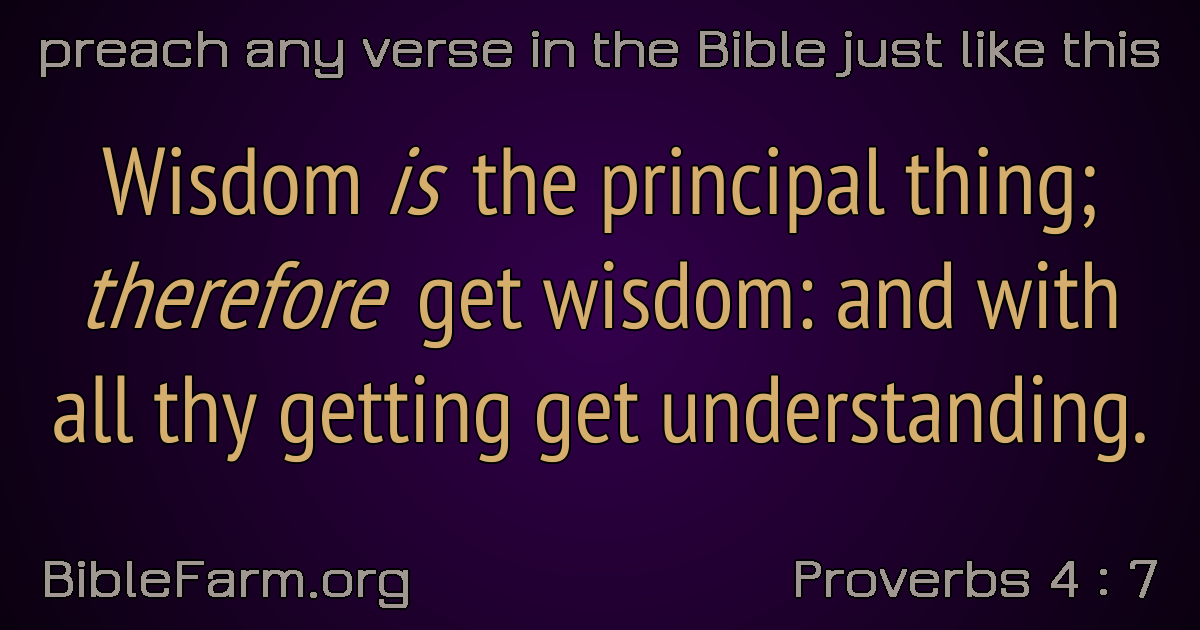 preach any verse in the Bible just like this
Wisdom is the principal thing;
therefore get wisdom: and with
all thy getting get understanding.
BibleFarm.org
Proverbs 4 : 7